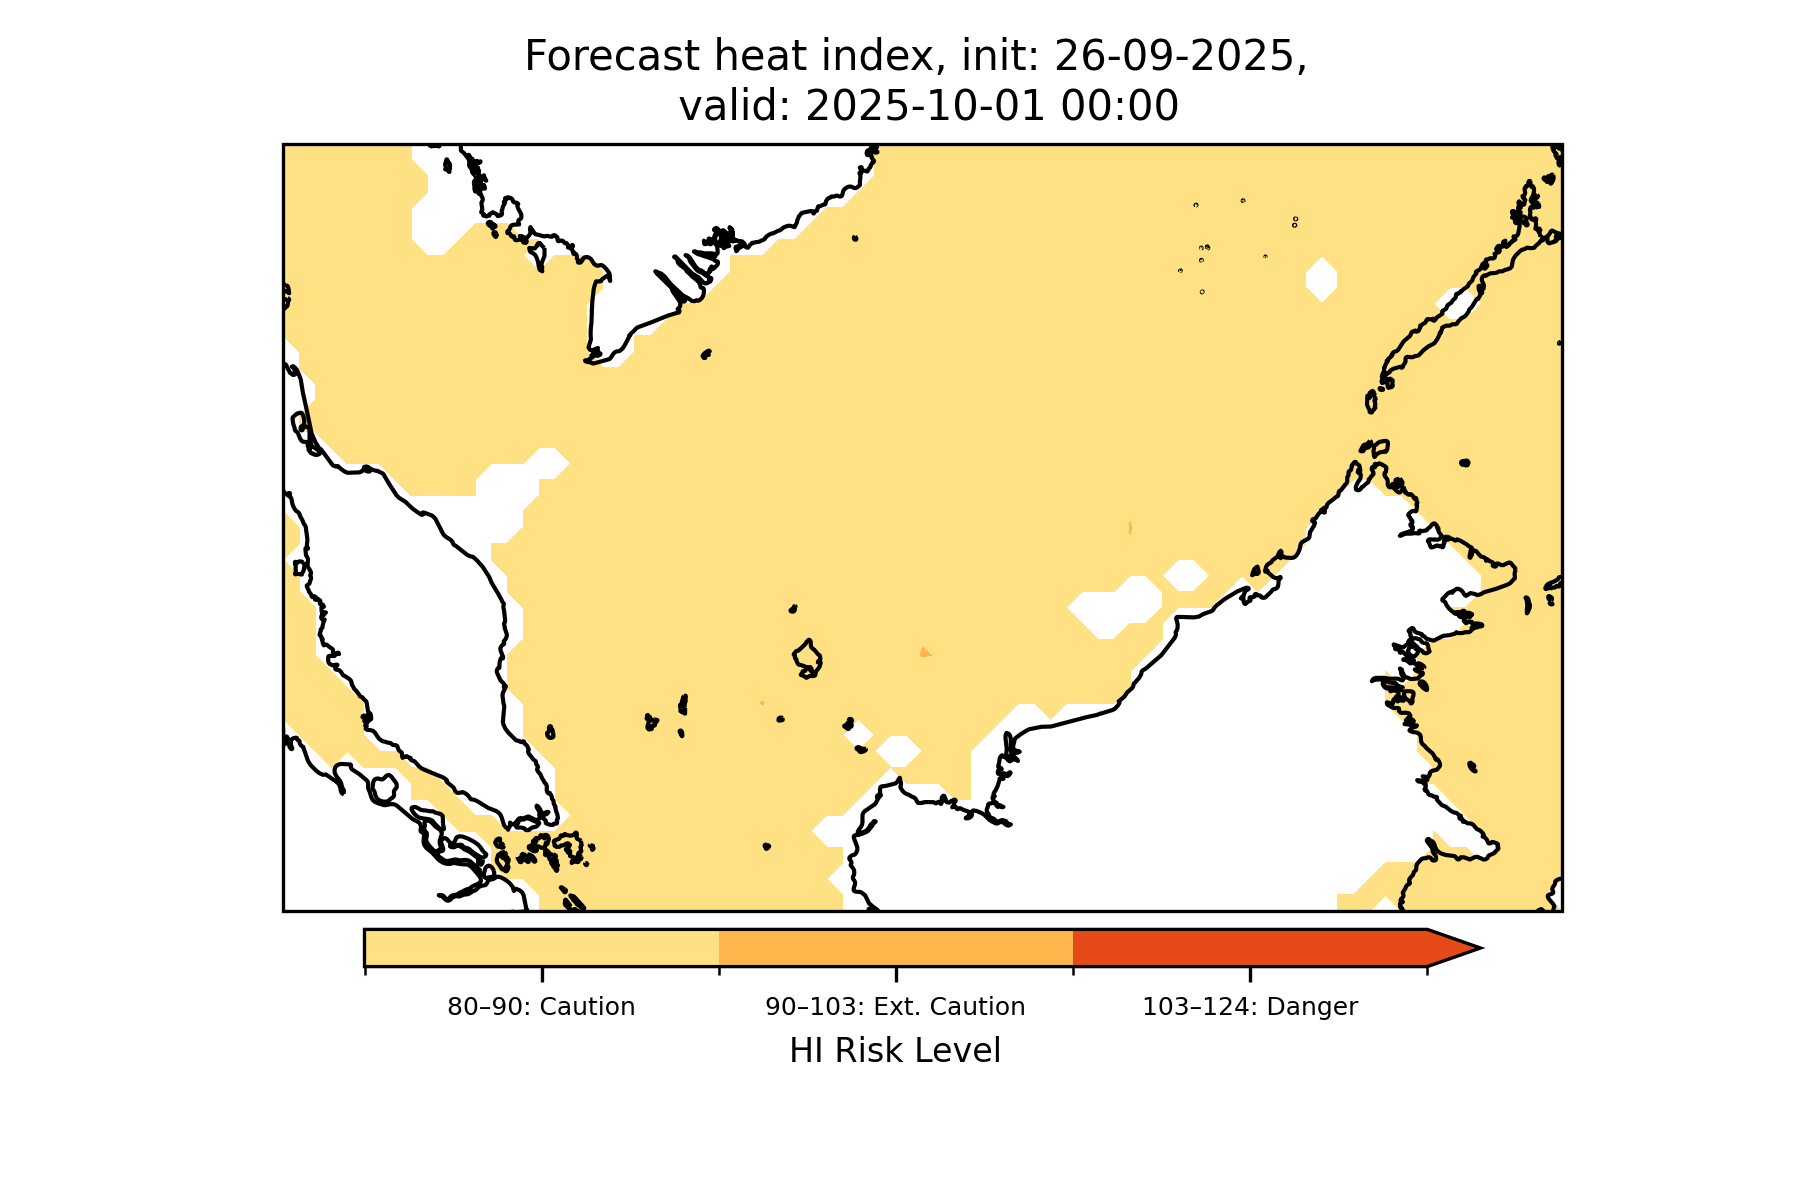 Forecast heat index, init: 26-09-2025,
valid: 2025-10-01 00:00
80–90: Caution
90–103: Ext. Caution
103–124: Danger
HI Risk Level